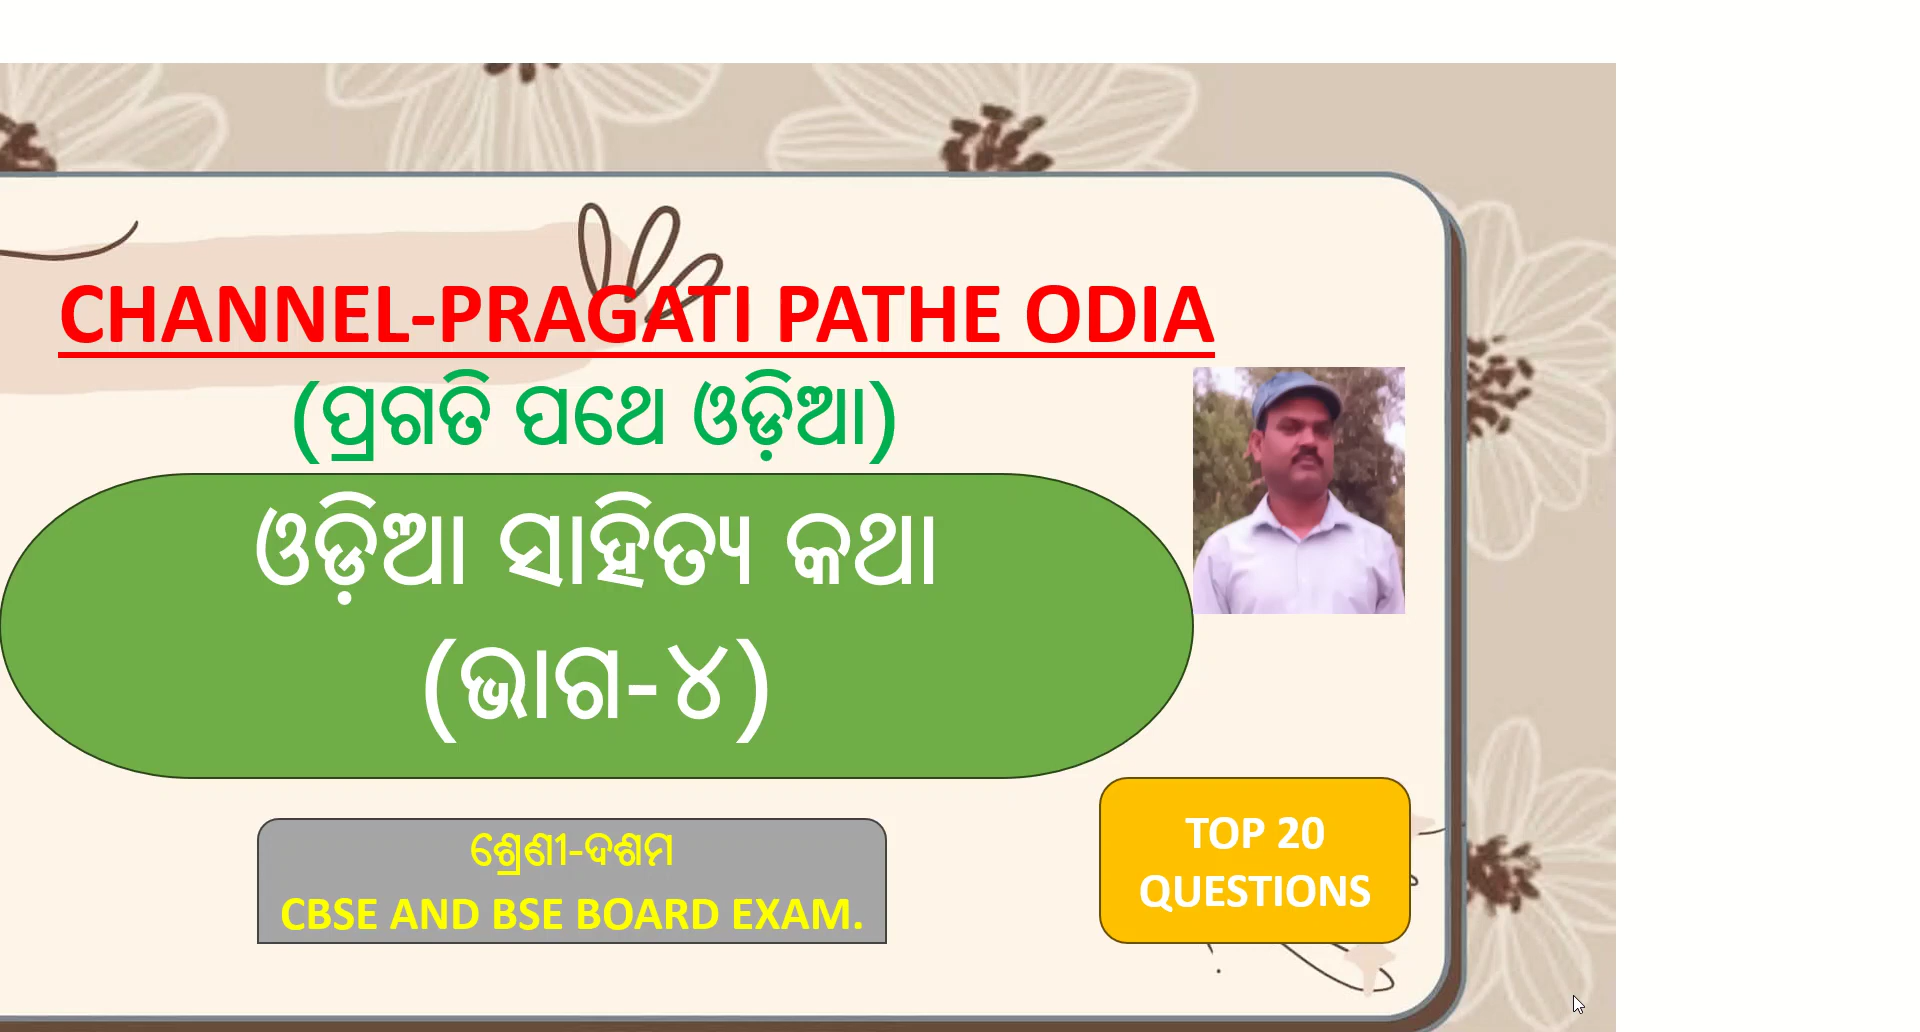 CHANNEL-PRAGATI PATHE ODIA
(ପ୍ରଗତି ପଥେ ଓଡ଼ିଆ)
ଓଡ଼ିଆ ସାହିତ୍ୟ କଥା
(ଭାଗ-୪)
ଶ୍ରେଣୀ-ଦଶମ
CBSE AND BSE BOARD EXAM.
TOP 20
QUESTIONS